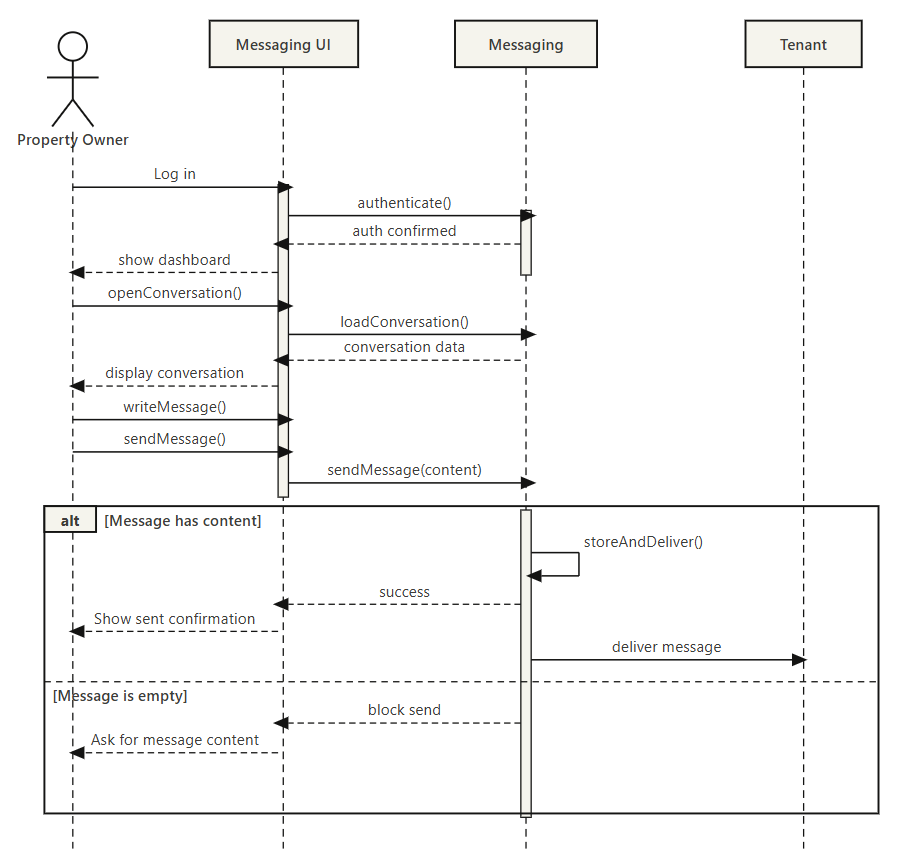 Messaging UI
Messaging
Tenant
Property Owner
Log in
authenticate()
auth confirmed
show dashboard
openConversation()
loadConversation()
conversation data
display conversation
writeMessage()
sendMessage()
sendMessage(content)
alt
[Message has content]
storeAndDeliver()
success
Show sent confirmation
deliver message
[Message is empty]
block send
Ask for message content